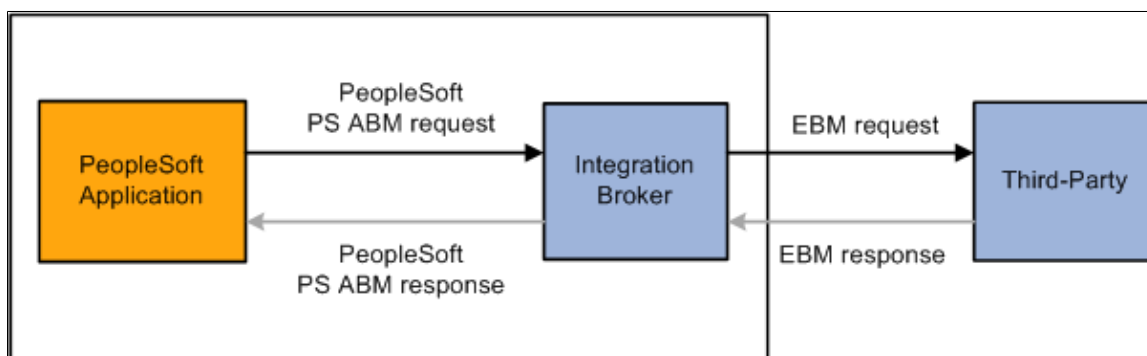 PeopleSoft
Application
PeopleSoft
PS ABM request
PeopleSoft
PS ABM response
Integration
Broker
EBM request
EBM response
Third-Party